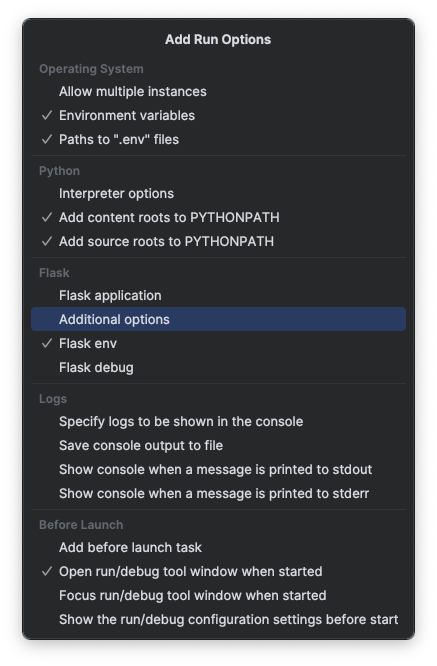 Add Run Options
Operating System
Allow multiple instances
✓ Environment variables
✓ Paths to ".env" files
Python
Interpreter options
✓ Add content roots to PYTHONPATH
✓ Add source roots to PYTHONPATH
Flask
Flask application
Additional options
✓ Flask env
Flask debug
Logs
Specify logs to be shown in the console
Save console output to file
Show console when a message is printed to stdout
Show console when a message is printed to stderr
Before Launch
Add before launch task
✓ Open run/debug tool window when started
Focus run/debug tool window when started
Show the run/debug configuration settings before start